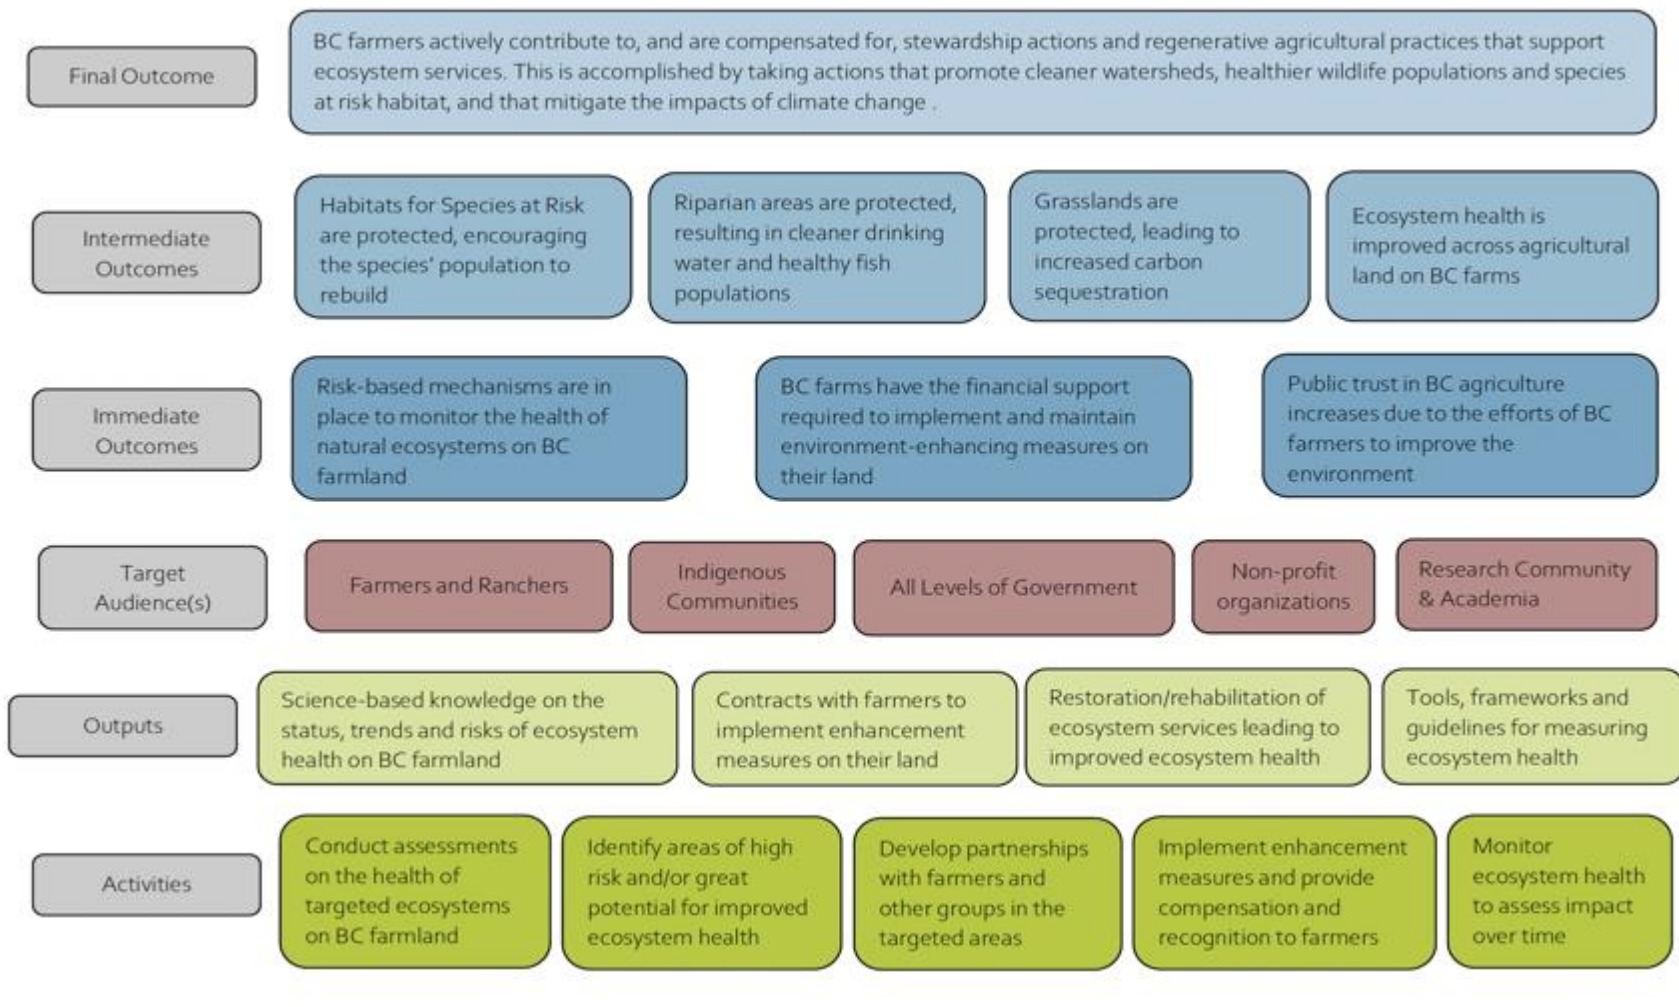 Final Outcome
BC farmers actively contribute to, and are compensated for, stewardship actions and regenerative agricultural practices that support
ecosystem services. This is accomplished by taking actions that promote cleaner watersheds, healthier wildlife populations and species
at risk habitat, and that mitigate the impacts of climate change .
Intermediate
Outcomes
Habitats for Species at Risk
are protected, encouraging
the species' population to
rebuild
Riparian areas are protected,
resulting in cleaner drinking
water and healthy fish
populations
Grasslands are
protected, leading to
increased carbon
sequestration
Ecosystem health is
improved across agricultural
land on BC farms
Immediate
Outcomes
Risk-based mechanisms are in
place to monitor the health of
natural ecosystems on BC
farmland
BC farms have the financial support
required to implement and maintain
environment-enhancing measures on
their land
Public trust in BC agriculture
increases due to the efforts of BC
farmers to improve the
environment
Target
Audience(s)
Farmers and Ranchers
Indigenous
Communities
All Levels of Government
Non-profit
organizations
Research Community
& Academia
Outputs
Science-based knowledge on the
status, trends and risks of ecosystem
health on BC farmland
Contracts with farmers to
implement enhancement
measures on their land
Restoration/rehabilitation of
ecosystem services leading to
improved ecosystem health
Tools, frameworks and
guidelines for measuring
ecosystem health
Activities
Conduct assessments
on the health of
targeted ecosystems
on BC farmland
Identify areas of high
risk and/or great
potential for improved
ecosystem health
Develop partnerships
with farmers and
other groups in the
targeted areas
Implement enhancement
measures and provide
compensation and
recognition to farmers
Monitor
ecosystem health
to assess impact
over time